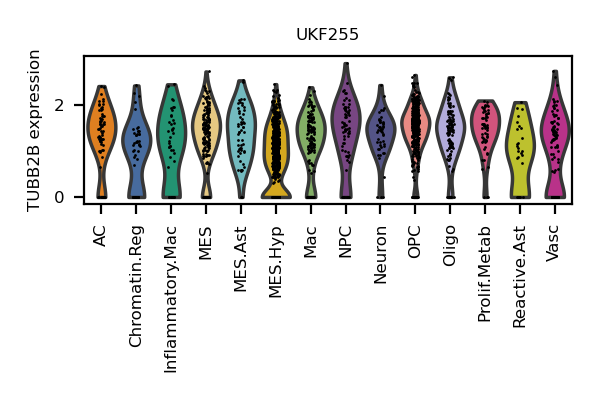 UKF255
TUBB2B expression
2
0
AC
Chromatin.Reg
Inflammatory.Mac
MES
MES.Ast
MES.Hyp
Mac
NPC
Neuron
OPC
Oligo
Prolif.Metab
Reactive.Ast
Vasc